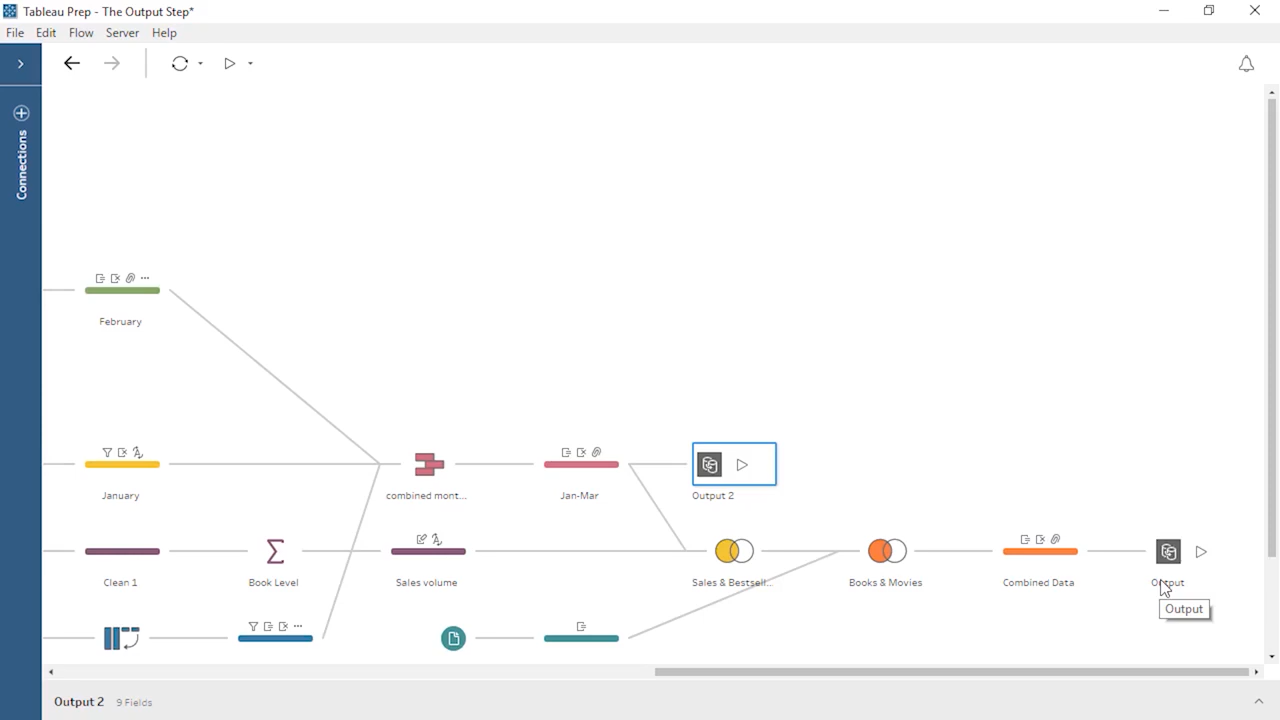 Tableau Prep - The Output Step*
File Edit Flow Server Help
Connections
February
January
combined mont...
Jan-Mar
Output 2
Clean 1
Book Level
Sales volume
Sales & Bestsell...
Books & Movies
Combined Data
Output
Output
Output 2 9 Fields